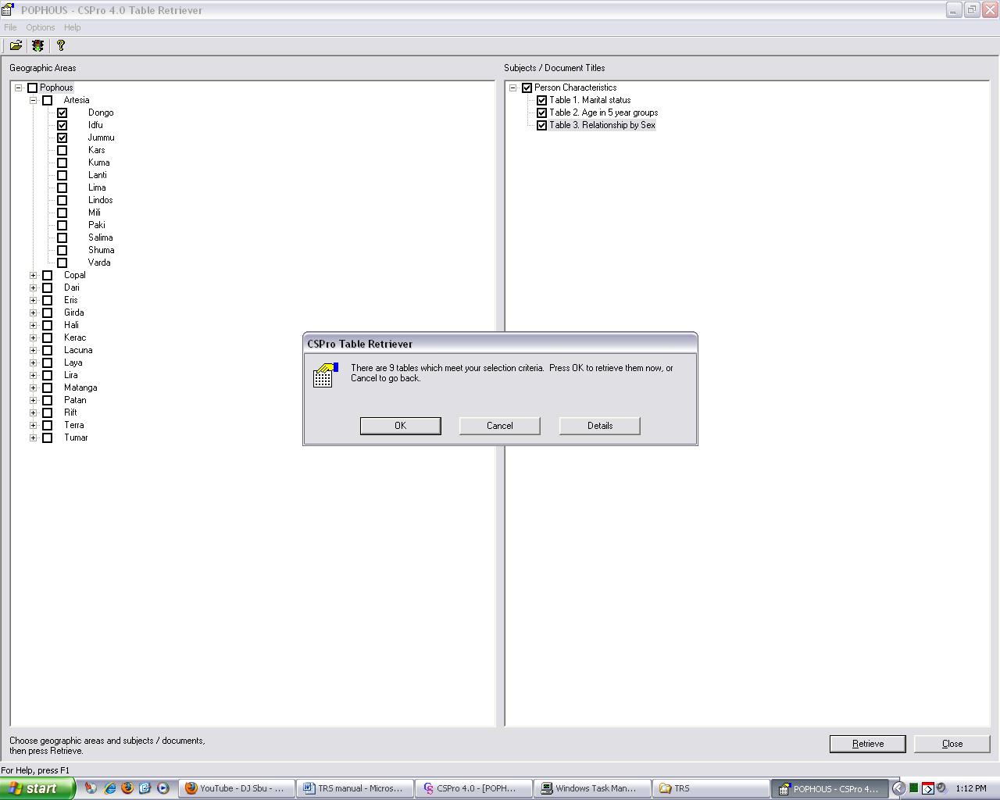 POPHOUS - CSPro 4.0 Table Retriever
File Options Help
Geographic Areas
Pophous
Artesia
Dongo
Idfu
Jummu
Kars
Kuma
Lanti
Lima
Lindos
Mili
Paki
Salima
Shuma
Varda
Copal
Dari
Eris
Girda
Hali
Kerac
Lacuna
Laya
Lira
Matanga
Patan
Rift
Terra
Tumar
Subjects / Document Titles
Person Characteristics
Table 1. Marital status
Table 2. Age in 5 year groups
Table 3. Relationship by Sex
CSPro Table Retriever
There are 9 tables which meet your selection criteria. Press OK to retrieve them now, or
Cancel to go back.
OK Cancel Details
Choose geographic areas and subjects / documents,
then press Retrieve.
Retrieve Close
For Help, press F1
start YouTube - DJ Sbu - ... TRS manual - Micros... CSPro 4.0 - [POPH... Windows Task Man... TRS POPHOUS - CSPro 4... 1:12 PM